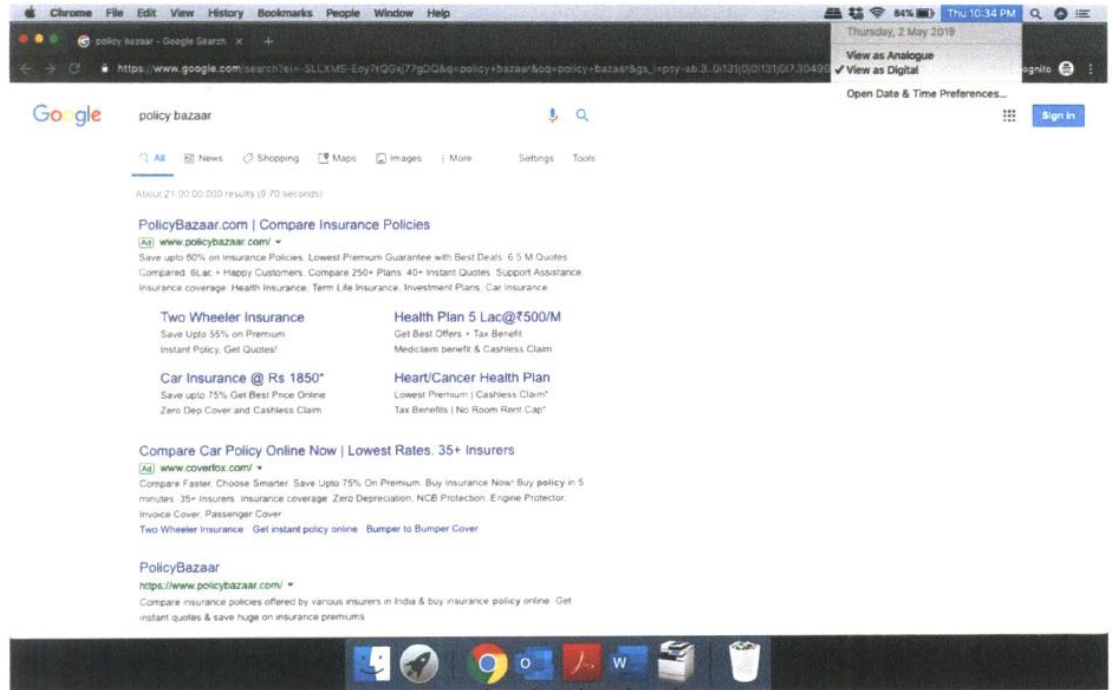 Chrome File Edit View History Bookmarks People Window Help 84% Thu 10:34 PM
Thursday, 2 May 2019
View as Analogue
✓ View as Digital
Open Date & Time Preferences...
policy bazaar - Google Search
https://www.google.com/search?ei=
Google
policy bazaar
Sign in
All News Shopping Maps Images More Settings Tools
About 21,00,00,000 results (0.70 seconds)
PolicyBazaar.com | Compare Insurance Policies
Ad www.policybazaar.com/
Save upto 60% on Insurance Policies. Lowest Premium Guarantee with Best Deals. 6.5 M Quotes
Compared. 6Lac + Happy Customers. Compare 250+ Plans. 40+ Instant Quotes. Support Assistance.
Insurance coverage: Health Insurance, Term Life Insurance, Investment Plans, Car Insurance
Two Wheeler Insurance
Save Upto 55% on Premium
Instant Policy, Get Quotes!
Health Plan 5 Lac@₹500/M
Get Best Offers + Tax Benefit
Mediclaim benefit & Cashless Claim
Car Insurance @ Rs 1850*
Save upto 75% Get Best Price Online
Zero Dep Cover and Cashless Claim
Heart/Cancer Health Plan
Lowest Premium | Cashless Claim*
Tax Benefits | No Room Rent Cap*
Compare Car Policy Online Now | Lowest Rates. 35+ Insurers
Ad www.coverfox.com/
Compare Faster, Choose Smarter. Save Upto 75% On Premium. Buy Insurance Now! Buy policy in 5
minutes. 35+ Insurers. Insurance coverage: Zero Depreciation, NCB Protection, Engine Protector,
Invoice Cover, Passenger Cover
Two Wheeler Insurance Get instant policy online Bumper to Bumper Cover
PolicyBazaar
https://www.policybazaar.com/
Compare insurance policies offered by various insurers in India & buy insurance policy online. Get
instant quotes & save huge on insurance premiums